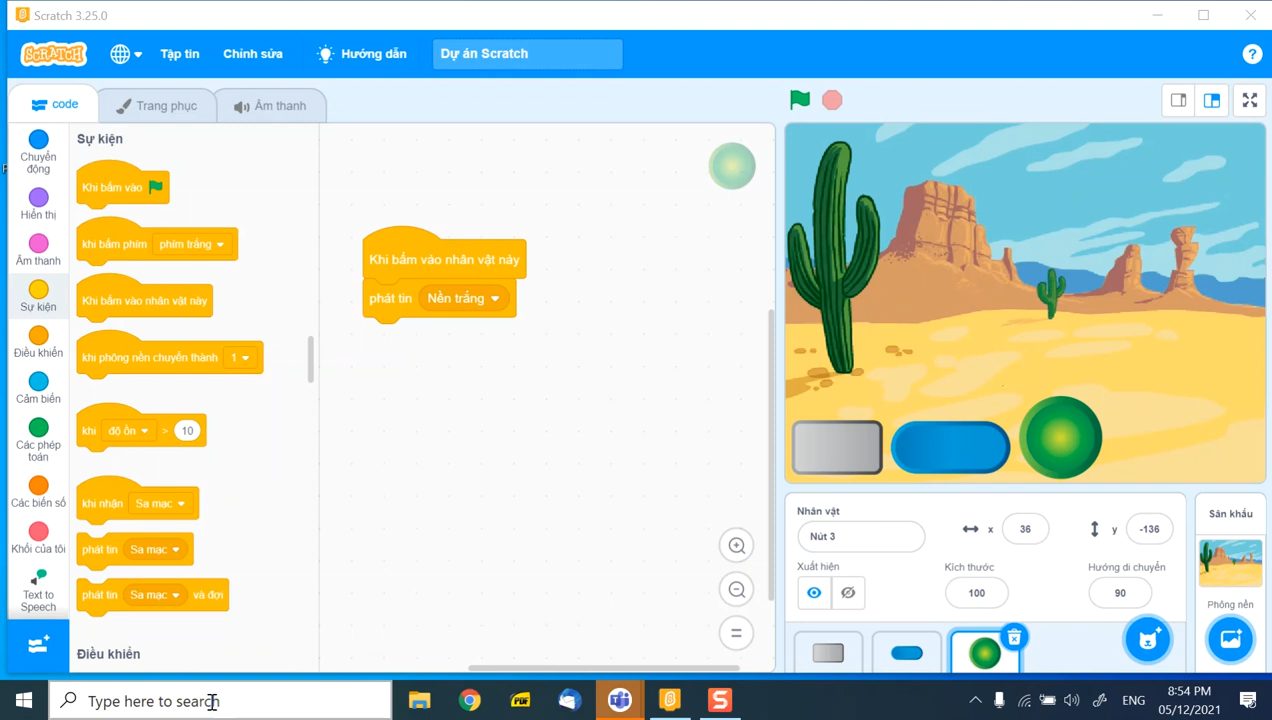 Scratch 3.25.0
SCRATCH
Tập tin
Chỉnh sửa
Hướng dẫn
Dự án Scratch
?
code
Trang phục
Âm thanh
Chuyển động
Hiển thị
Âm thanh
Sự kiện
Điều khiển
Cảm biến
Các phép toán
Các biến số
Khối của tôi
Text to Speech
Sự kiện
Khi bấm vào
khi bấm phím phím trắng
Khi bấm vào nhân vật này
khi phông nền chuyển thành 1
khi độ ồn > 10
khi nhận Sa mạc
phát tin Sa mạc
phát tin Sa mạc và đợi
Điều khiển
Khi bấm vào nhân vật này
phát tin Nền trắng
Nhân vật
Nút 3
x 36
y -136
Xuất hiện
Kích thước
100
Hướng di chuyển
90
Sân khấu
Phông nền
Type here to search
PDF
ENG
8:54 PM
05/12/2021